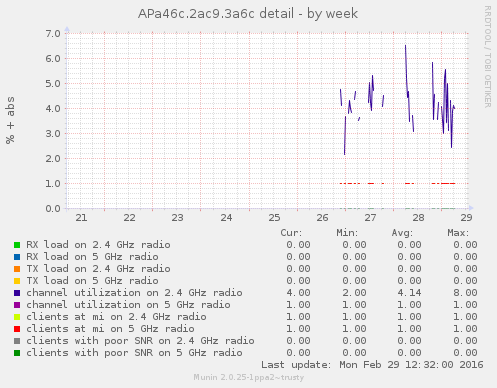 APa46c.2ac9.3a6c detail - by week
RRDTOOL / TOBI OETIKER
% + abs
7.0
6.0
5.0
4.0
3.0
2.0
1.0
0.0
21 22 23 24 25 26 27 28 29
Cur: Min: Avg: Max:
RX load on 2.4 GHz radio 0.00 0.00 0.00 0.00
RX load on 5 GHz radio 0.00 0.00 0.00 0.00
TX load on 2.4 GHz radio 0.00 0.00 0.00 0.00
TX load on 5 GHz radio 0.00 0.00 0.00 0.00
channel utilization on 2.4 GHz radio 4.00 2.00 4.14 8.00
channel utilization on 5 GHz radio 1.00 1.00 1.00 1.00
clients at mi on 2.4 GHz radio 1.00 1.00 1.00 1.00
clients at mi on 5 GHz radio 1.00 1.00 1.00 1.00
clients with poor SNR on 2.4 GHz radio 0.00 0.00 0.00 0.00
clients with poor SNR on 5 GHz radio 0.00 0.00 0.00 0.00
Last update: Mon Feb 29 12:32:00 2016
Munin 2.0.25-1ppa2~trusty